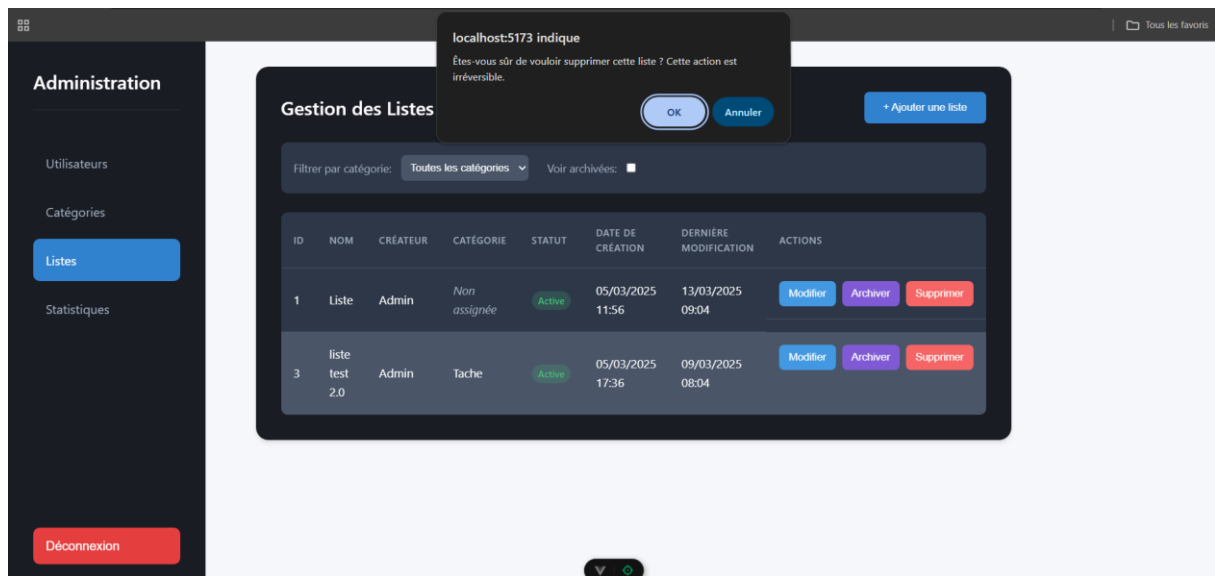 Tous les favoris
localhost:5173 indique
Êtes-vous sûr de vouloir supprimer cette liste ? Cette action est
irréversible.
OK
Annuler
Administration
Utilisateurs
Catégories
Listes
Statistiques
Déconnexion
Gestion des Listes
+ Ajouter une liste
Filtrer par catégorie: Toutes les catégories Voir archivées:
ID NOM CRÉATEUR CATÉGORIE STATUT DATE DE CRÉATION DERNIÈRE MODIFICATION ACTIONS
1 Liste Admin Non assignée Active 05/03/2025 11:56 13/03/2025 09:04 Modifier Archiver Supprimer
3 liste test 2.0 Admin Tache Active 05/03/2025 17:36 09/03/2025 08:04 Modifier Archiver Supprimer